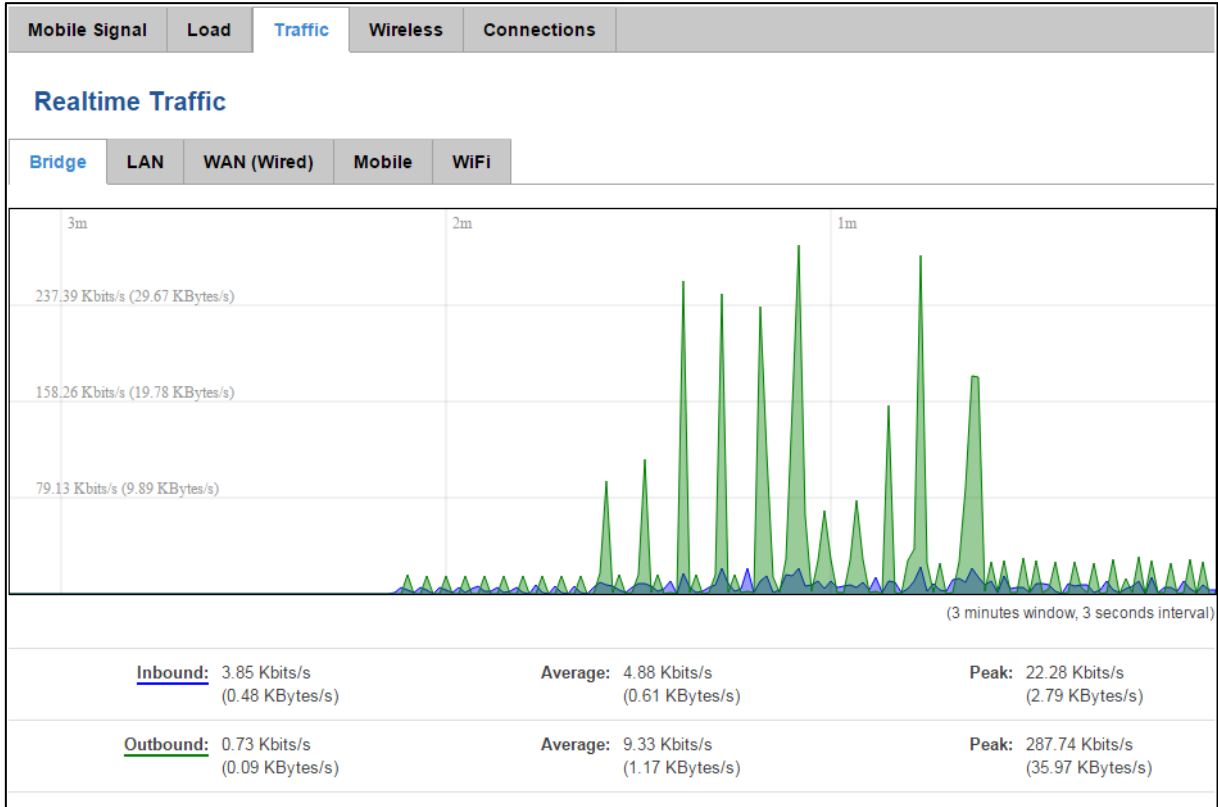 Mobile Signal Load Traffic Wireless Connections
Realtime Traffic
Bridge LAN WAN (Wired) Mobile WiFi
3m 2m 1m
237.39 Kbits/s (29.67 KBytes/s)
158.26 Kbits/s (19.78 KBytes/s)
79.13 Kbits/s (9.89 KBytes/s)
(3 minutes window, 3 seconds interval)
Inbound: 3.85 Kbits/s Average: 4.88 Kbits/s Peak: 22.28 Kbits/s
(0.48 KBytes/s) (0.61 KBytes/s) (2.79 KBytes/s)
Outbound: 0.73 Kbits/s Average: 9.33 Kbits/s Peak: 287.74 Kbits/s
(0.09 KBytes/s) (1.17 KBytes/s) (35.97 KBytes/s)